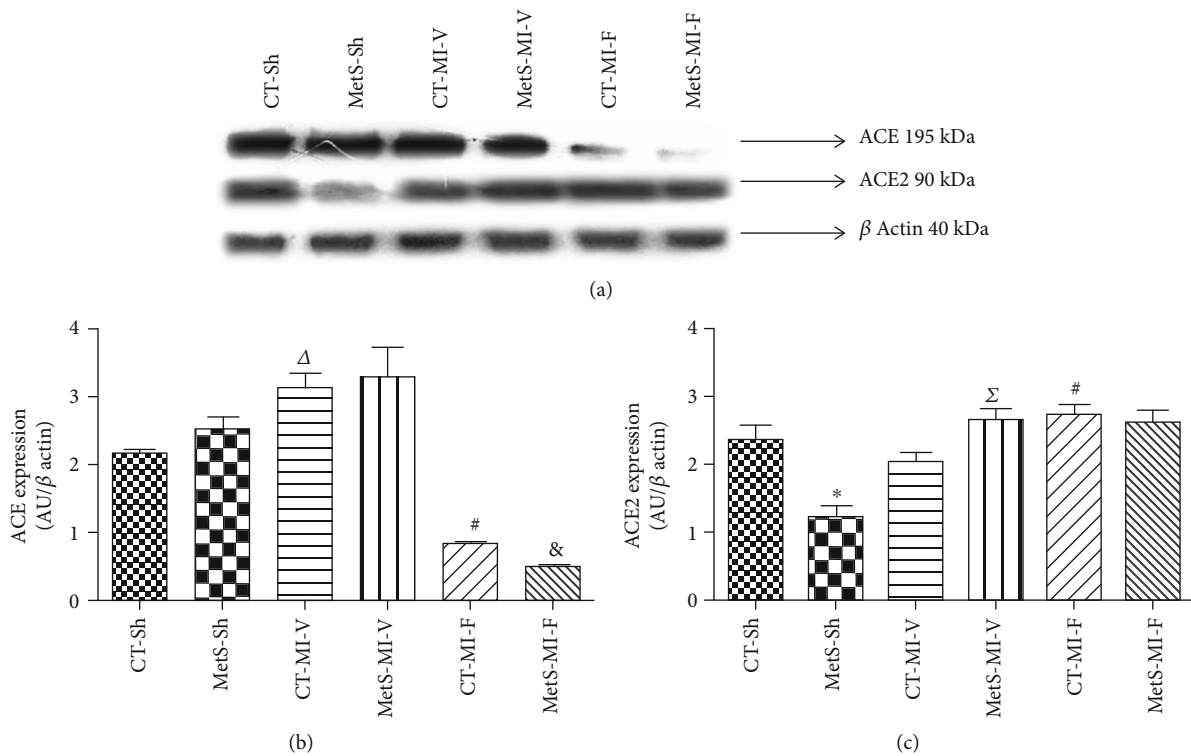 CT-Sh
MetS-Sh
CT-MI-V
MetS-MI-V
CT-MI-F
MetS-MI-F
ACE 195 kDa
ACE2 90 kDa
β Actin 40 kDa
(a)
ACE expression
(AU/β actin)
4
3
2
1
0
Δ
#
&
CT-Sh
MetS-Sh
CT-MI-V
MetS-MI-V
CT-MI-F
MetS-MI-F
(b)
ACE2 expression
(AU/β actin)
4
3
2
1
0
*
Σ
#
CT-Sh
MetS-Sh
CT-MI-V
MetS-MI-V
CT-MI-F
MetS-MI-F
(c)